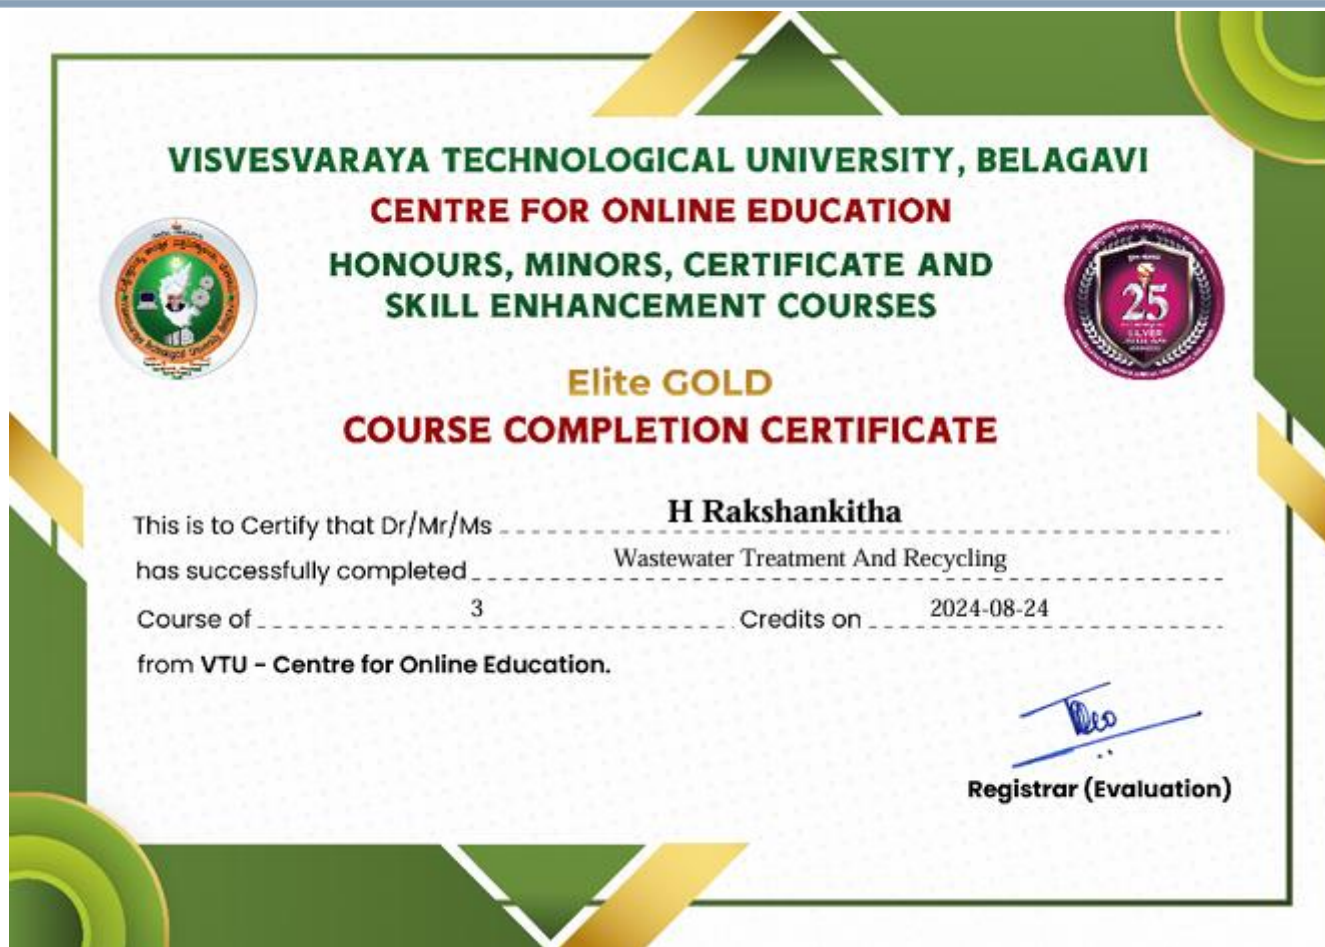 VISVESVARAYA TECHNOLOGICAL UNIVERSITY, BELAGAVI
CENTRE FOR ONLINE EDUCATION
HONOURS, MINORS, CERTIFICATE AND
SKILL ENHANCEMENT COURSES
25
SILVER
Elite GOLD
COURSE COMPLETION CERTIFICATE
This is to Certify that Dr/Mr/Ms H Rakshankitha
has successfully completed Wastewater Treatment And Recycling
Course of 3 Credits on 2024-08-24
from VTU - Centre for Online Education.
Registrar (Evaluation)